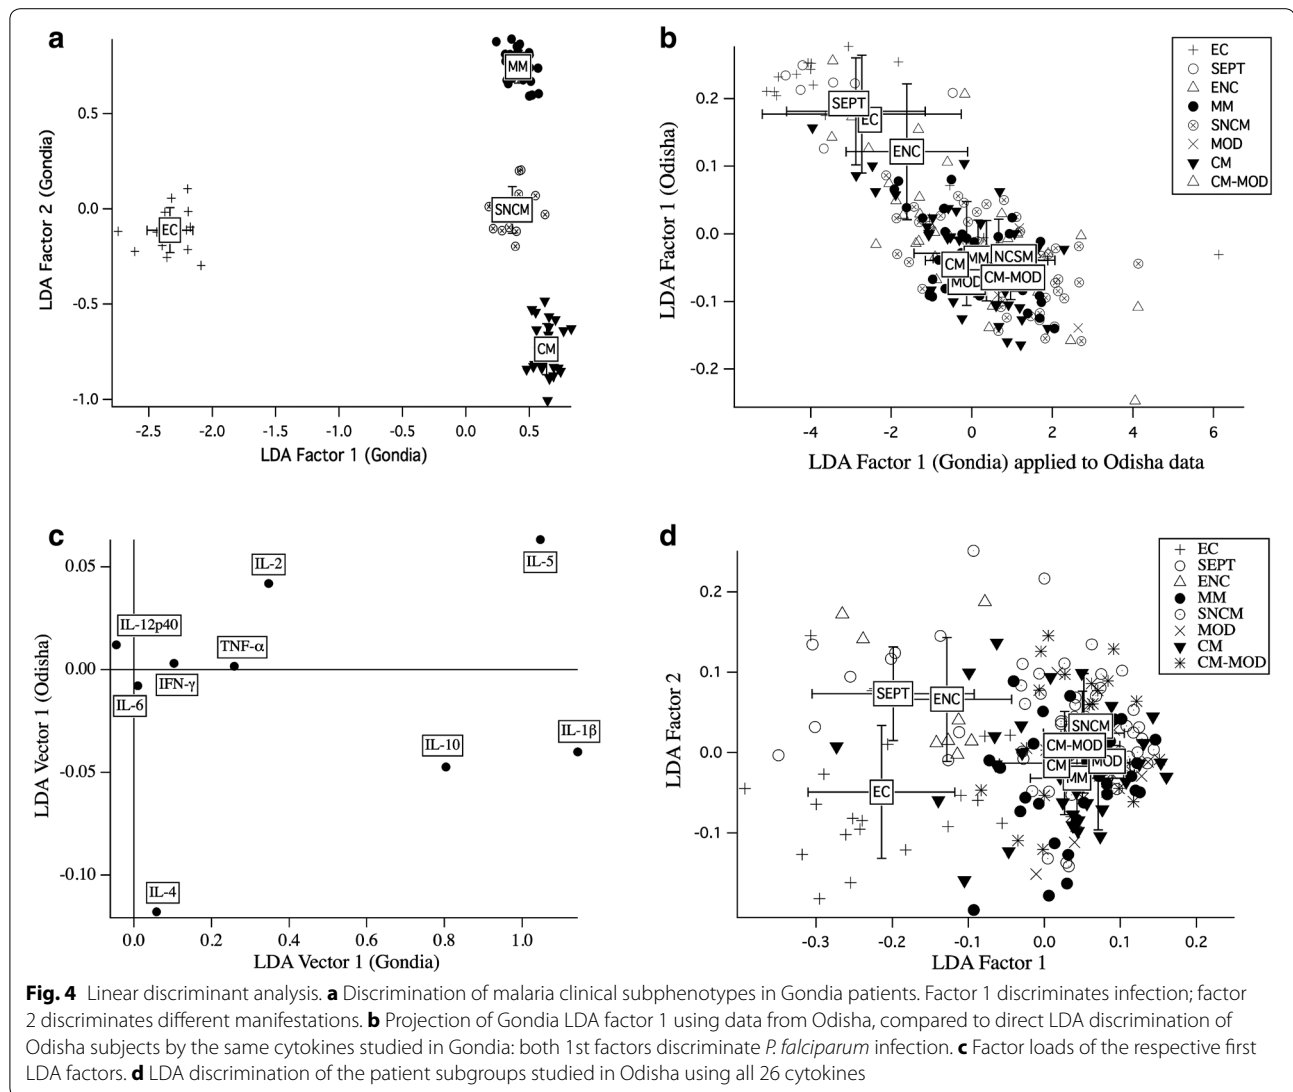 a
MM
0.5
LDA Factor 2 (Gondia)
0.0
SNCM
EC
-0.5
CM
-1.0
-2.5 -2.0 -1.5 -1.0 -0.5 0.0 0.5
LDA Factor 1 (Gondia)
b
EC
SEPT
ENC
MM
SNCM
MOD
CM
CM-MOD
0.2
SEPT
EC
ENC
0.1
LDA Factor 1 (Odisha)
0.0
CM
MM
NCSM
MOD
CM-MOD
-0.1
-0.2
-4 -2 0 2 4 6
LDA Factor 1 (Gondia) applied to Odisha data
c
0.05
IL-2
IL-5
IL-12p40
TNF-α
LDA Vector 1 (Odisha)
0.00
IFN-γ
IL-6
IL-10
IL-1β
-0.05
-0.10
IL-4
0.0 0.2 0.4 0.6 0.8 1.0
LDA Vector 1 (Gondia)
d
EC
SEPT
ENC
MM
SNCM
MOD
CM
CM-MOD
0.2
0.1
SEPT
ENC
LDA Factor 2
SNCM
0.0
CM-MOD
CM
MOD
MM
EC
-0.1
-0.3 -0.2 -0.1 0.0 0.1
LDA Factor 1
Fig. 4 Linear discriminant analysis. a Discrimination of malaria clinical subphenotypes in Gondia patients. Factor 1 discriminates infection; factor
2 discriminates different manifestations. b Projection of Gondia LDA factor 1 using data from Odisha, compared to direct LDA discrimination of
Odisha subjects by the same cytokines studied in Gondia: both 1st factors discriminate P. falciparum infection. c Factor loads of the respective first
LDA factors. d LDA discrimination of the patient subgroups studied in Odisha using all 26 cytokines